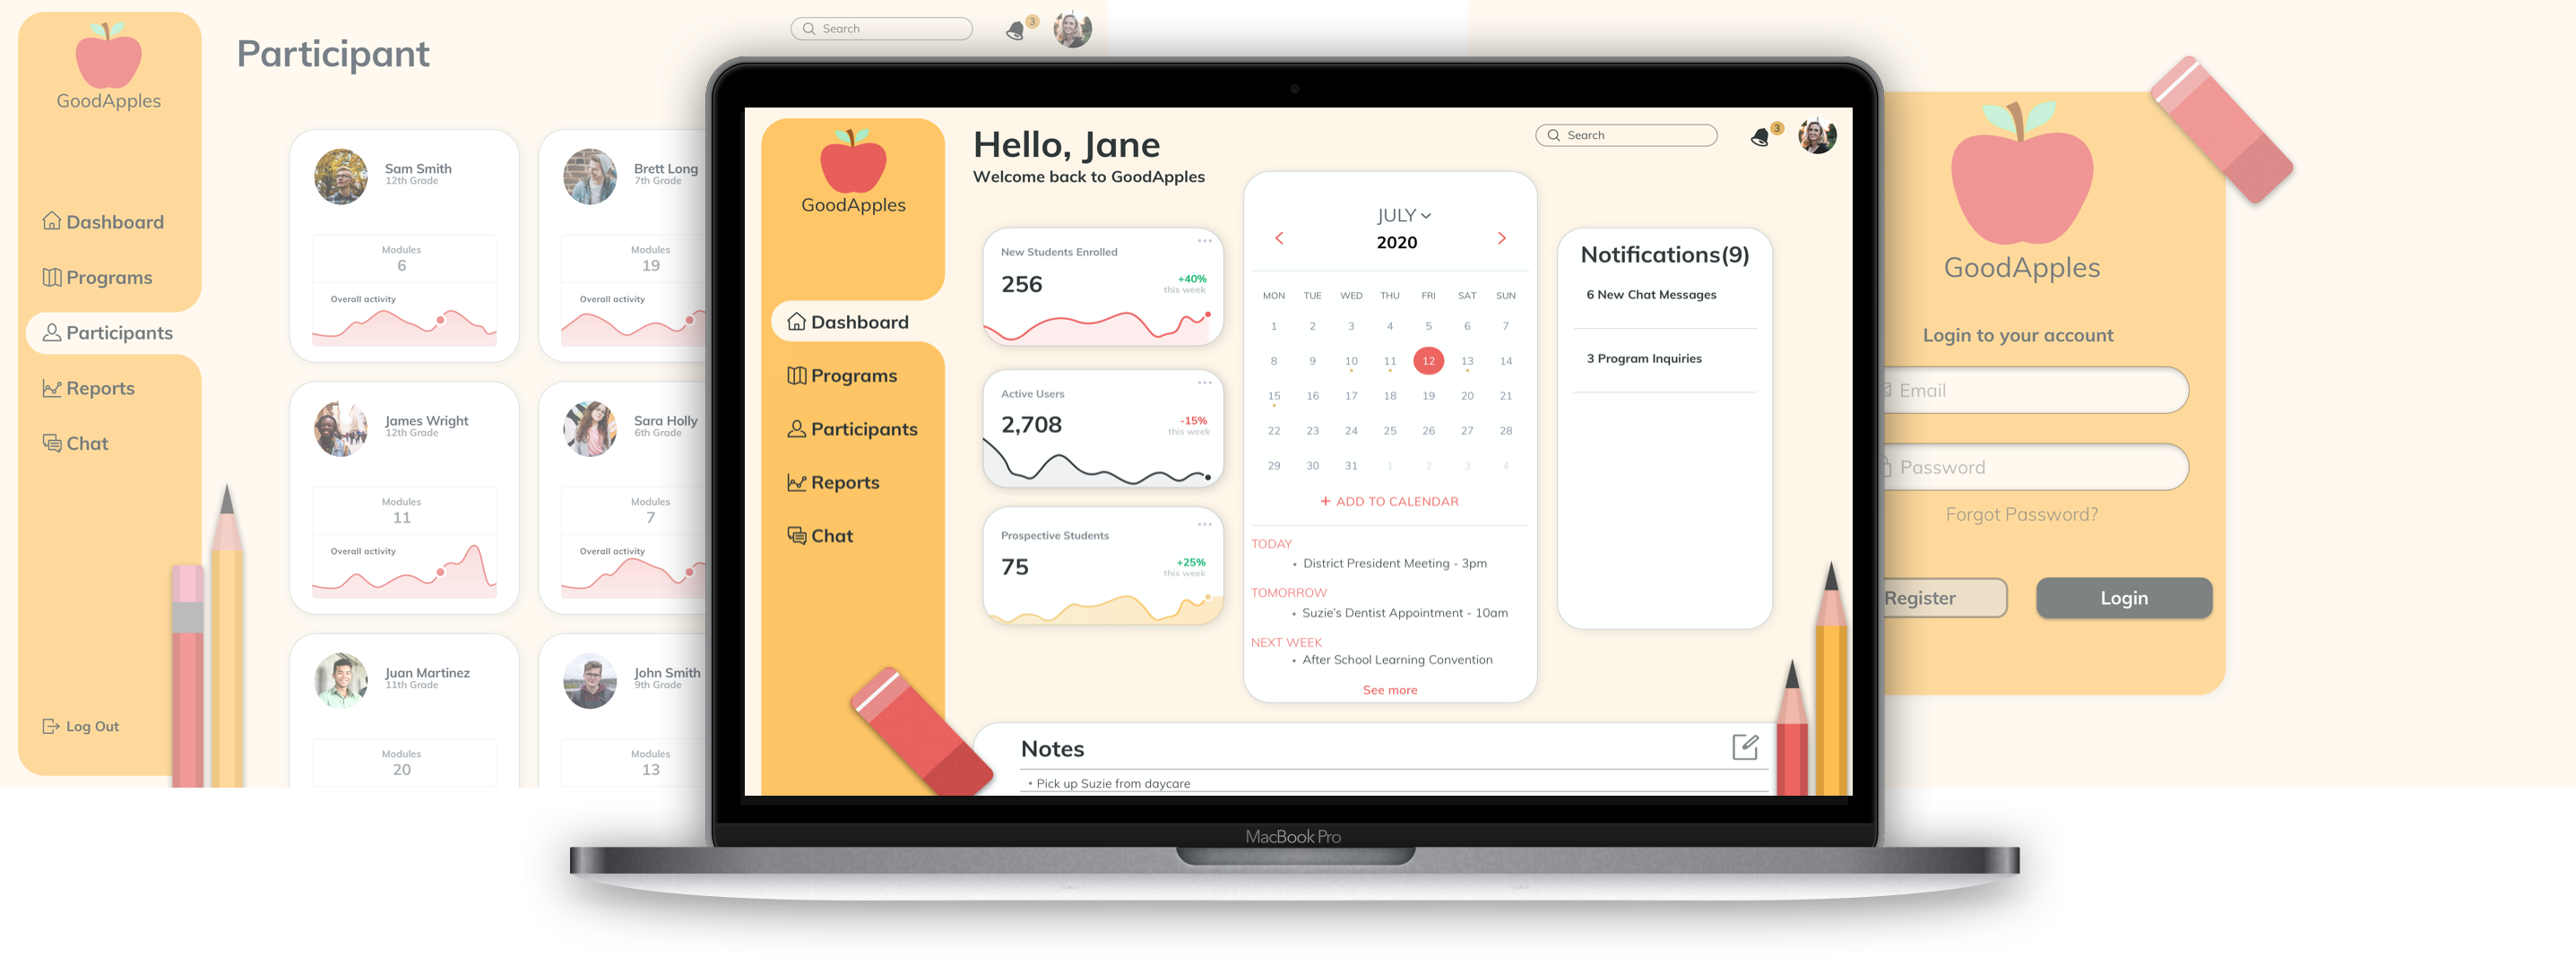 Participant
Search
3
GoodApples
Dashboard
Programs
Participants
Reports
Chat
Log Out
Sam Smith
12th Grade
Modules
6
Overall activity
Brett Long
7th Grade
Modules
19
Overall activity
James Wright
12th Grade
Modules
11
Overall activity
Sara Holly
6th Grade
Modules
7
Overall activity
Juan Martinez
11th Grade
Modules
20
John Smith
9th Grade
Modules
13
GoodApples
Dashboard
Programs
Participants
Reports
Chat
Hello, Jane
Welcome back to GoodApples
Search
3
New Students Enrolled
256
+40%
this week
Active Users
2,708
-15%
this week
Prospective Students
75
+25%
this week
JULY
2020
MON TUE WED THU FRI SAT SUN
1 2 3 4 5 6 7
8 9 10 11 12 13 14
15 16 17 18 19 20 21
22 23 24 25 26 27 28
29 30 31 1 2 3 4
+ ADD TO CALENDAR
TODAY
• District President Meeting - 3pm
TOMORROW
• Suzie's Dentist Appointment - 10am
NEXT WEEK
• After School Learning Convention
See more
Notifications(9)
6 New Chat Messages
3 Program Inquiries
Notes
• Pick up Suzie from daycare
MacBook Pro
GoodApples
Login to your account
Email
Password
Forgot Password?
Register
Login